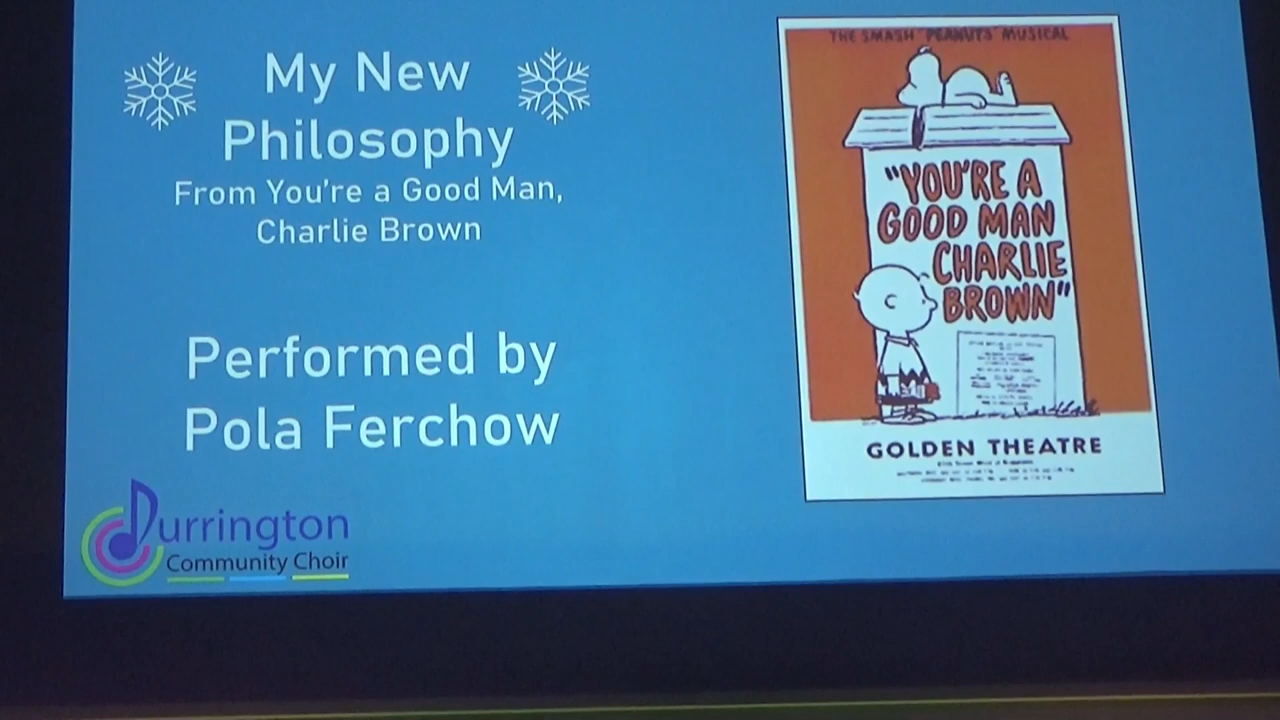 My New
Philosophy
From You're a Good Man,
Charlie Brown
Performed by
Pola Ferchow
Durrington
Community Choir
THE SMASH "PEANUTS" MUSICAL
"YOU'RE A
GOOD MAN
CHARLIE
BROWN"
GOLDEN THEATRE